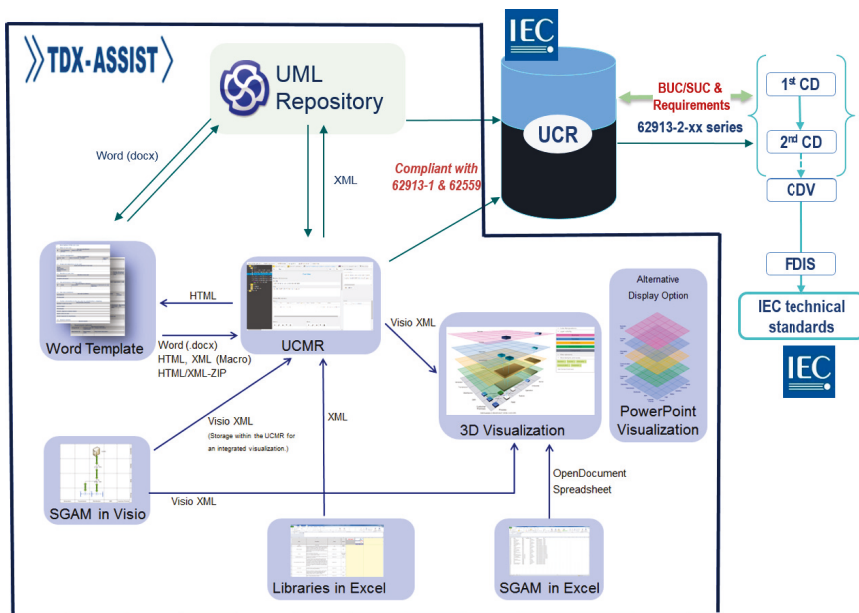 TDX-ASSIST
UML
Repository
IEC
UCR
BUC/SUC &
Requirements
62913-2-xx series
1st CD
2nd CD
CDV
FDIS
IEC technical
standards
IEC
Word (docx)
XML
Compliant with
62913-1 & 62559
Word Template
HTML
Word (.docx)
HTML, XML (Macro)
HTML/XML-ZIP
UCMR
Visio XML
3D Visualization
Alternative
Display Option
PowerPoint
Visualization
Visio XML
(Storage within the UCMR for
an integrated visualization.)
XML
SGAM in Visio
Visio XML
OpenDocument
Spreadsheet
Libraries in Excel
SGAM in Excel